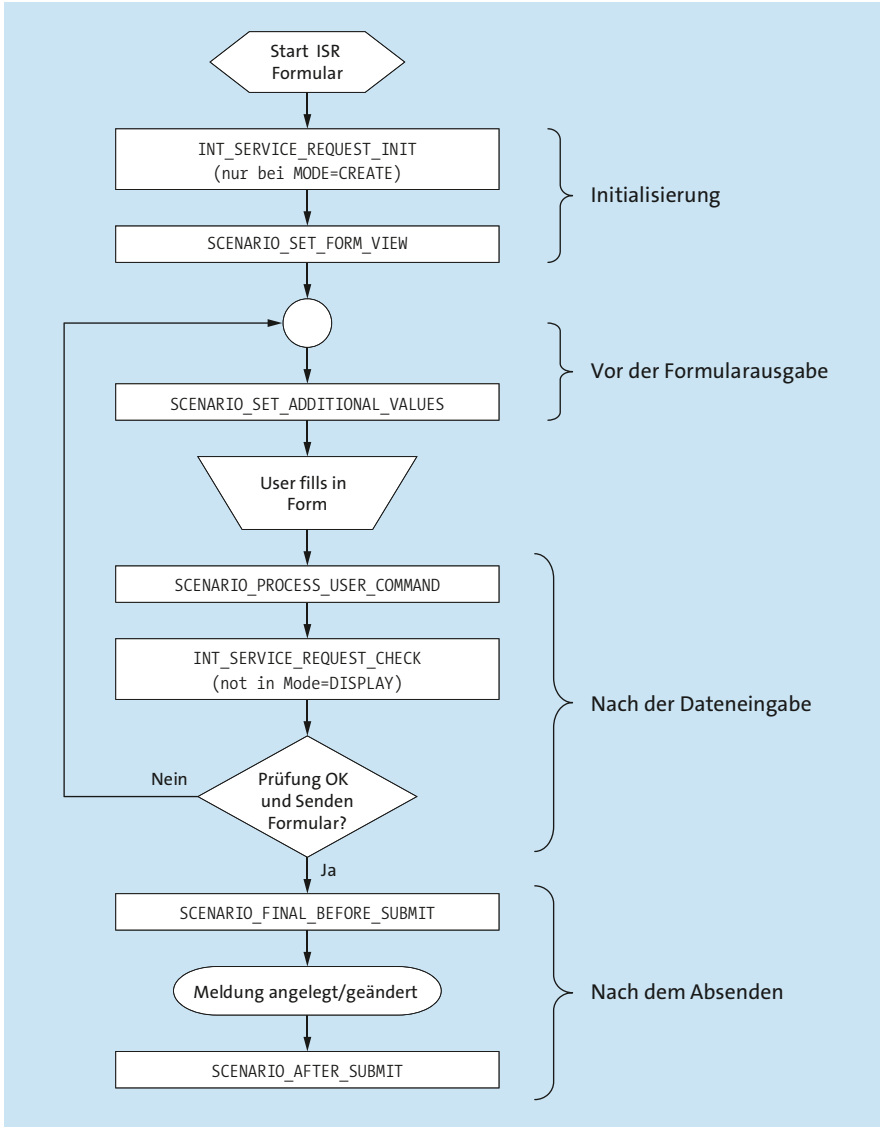 Start ISR
Formular
INT_SERVICE_REQUEST_INIT
(nur bei MODE=CREATE)
Initialisierung
SCENARIO_SET_FORM_VIEW
Vor der Formularausgabe
SCENARIO_SET_ADDITIONAL_VALUES
User fills in
Form
SCENARIO_PROCESS_USER_COMMAND
INT_SERVICE_REQUEST_CHECK
(not in Mode=DISPLAY)
Nach der Dateneingabe
Nein
Prüfung OK
und Senden
Formular?
Ja
SCENARIO_FINAL_BEFORE_SUBMIT
Meldung angelegt/geändert
Nach dem Absenden
SCENARIO_AFTER_SUBMIT